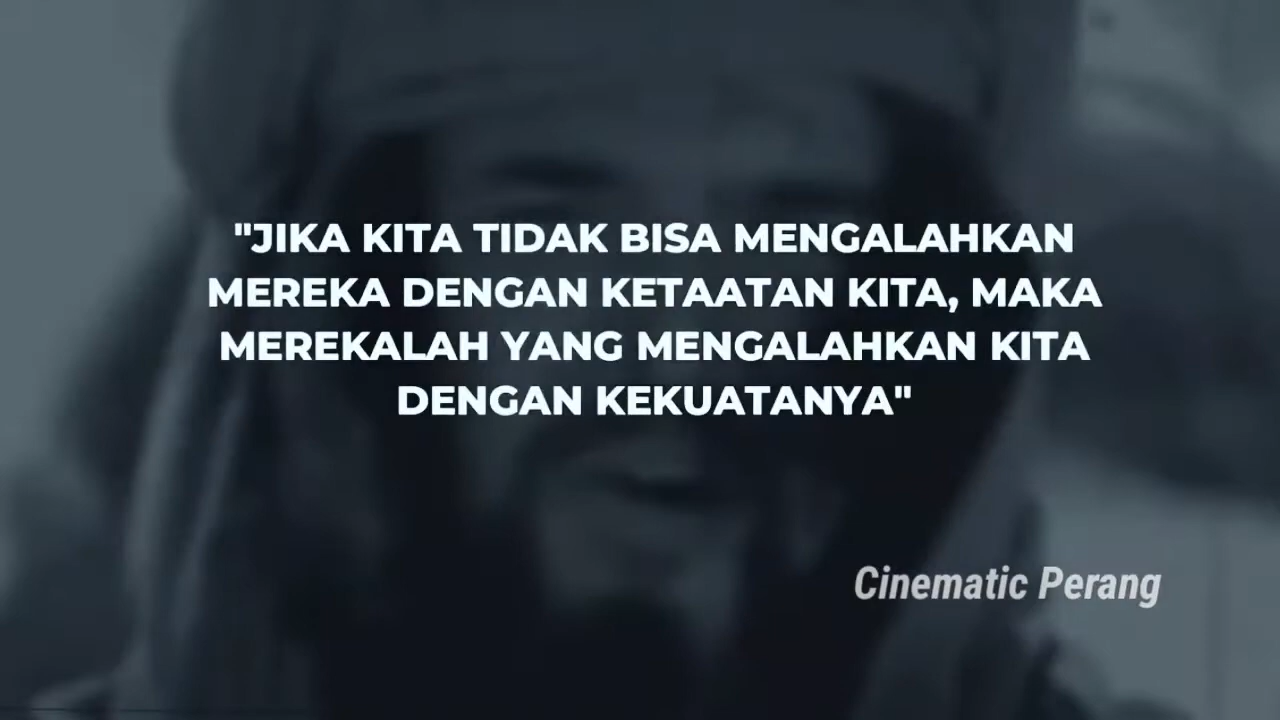 "JIKA KITA TIDAK BISA MENGALAHKAN
MEREKA DENGAN KETAATAN KITA, MAKA
MEREKALAH YANG MENGALAHKAN KITA
DENGAN KEKUATANYA"
Cinematic Perang